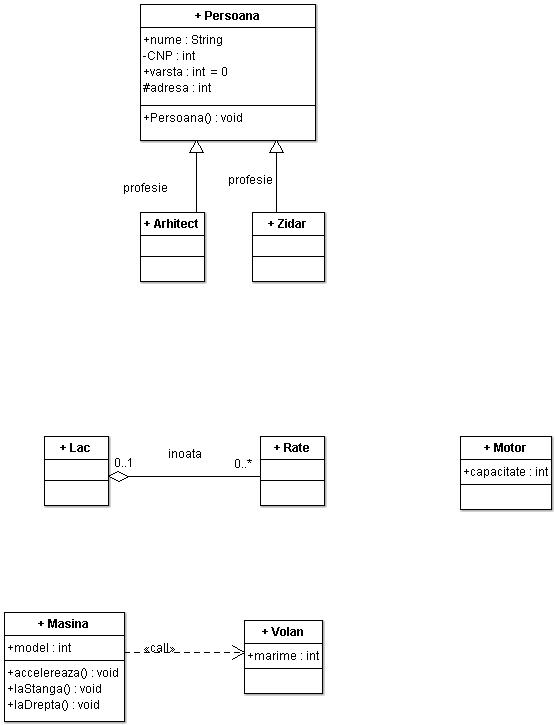 + Persoana
+nume : String
-CNP : int
+varsta : int = 0
#adresa : int
+Persoana() : void
profesie
profesie
+ Arhitect
+ Zidar
+ Lac
inoata
+ Rate
+ Motor
0..1
0..*
+capacitate : int
+ Masina
+model : int
«call»
+ Volan
+marime : int
+accelereaza() : void
+laStanga() : void
+laDrepta() : void